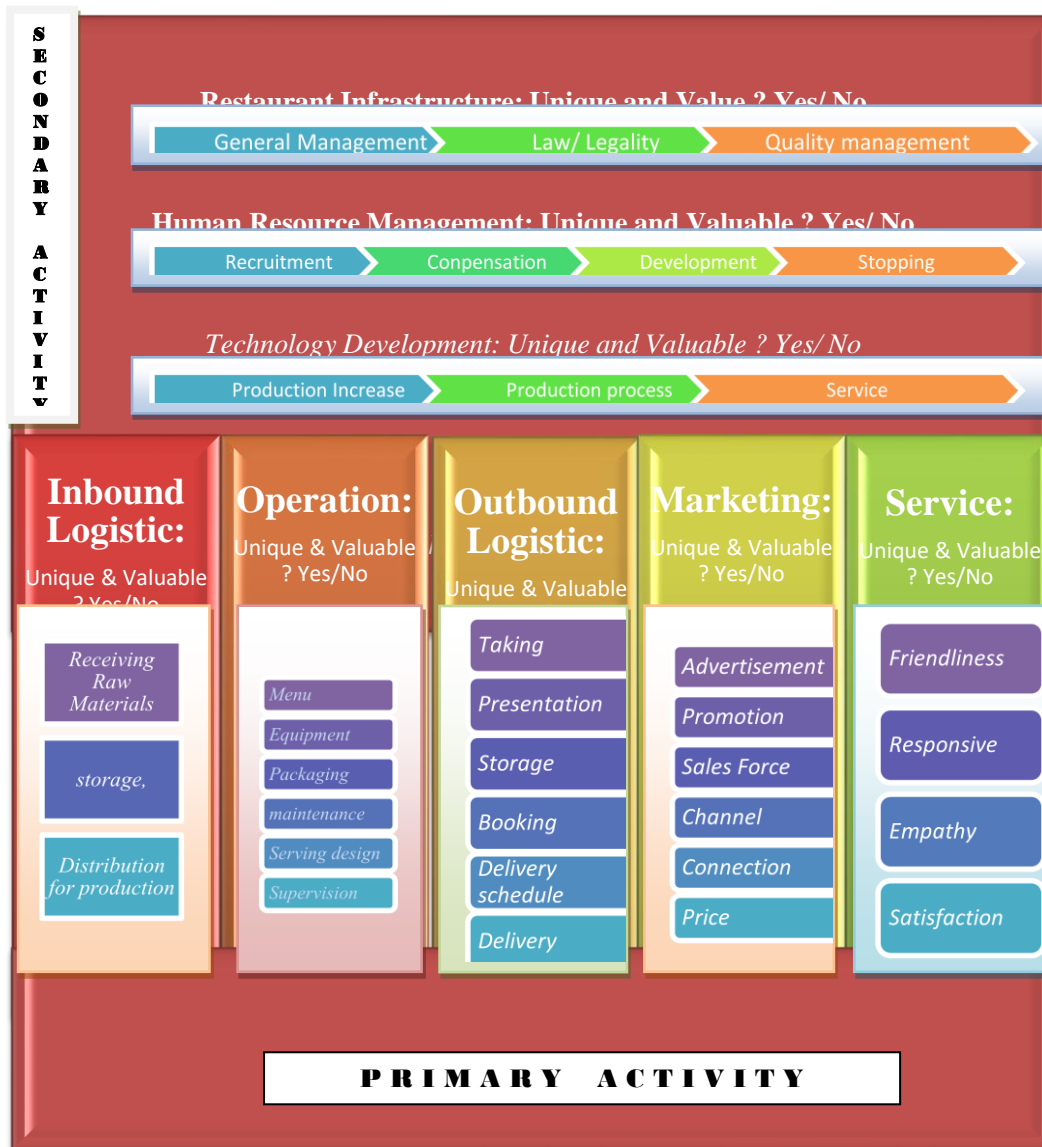 SECONDARY ACTIVITY
Restaurant Infrastructure: Unique and Value ? Yes/ No
General Management
Law/ Legality
Quality management
Human Resource Management: Unique and Valuable ? Yes/ No
Recruitment
Conpensation
Development
Stopping
Technology Development: Unique and Valuable ? Yes/ No
Production Increase
Production process
Service
Inbound
Logistic:
Unique & Valuable
? Yes/No
Receiving
Raw
Materials
storage,
Distribution
for production
Operation:
Unique & Valuable
? Yes/No
Menu
Equipment
Packaging
maintenance
Serving design
Supervision
Outbound
Logistic:
Unique & Valuable
Taking
Presentation
Storage
Booking
Delivery
schedule
Delivery
Marketing:
Unique & Valuable
? Yes/No
Advertisement
Promotion
Sales Force
Channel
Connection
Price
Service:
Unique & Valuable
? Yes/No
Friendliness
Responsive
Empathy
Satisfaction
PRIMARY ACTIVITY